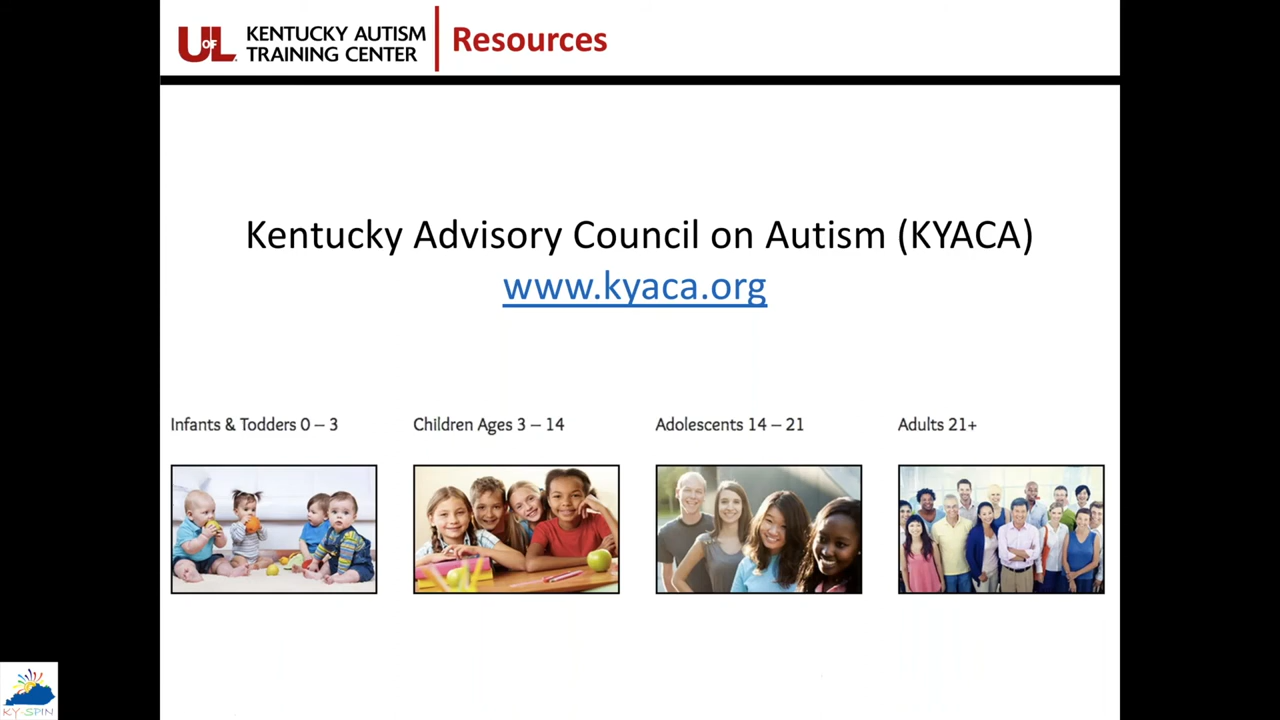 UofL KENTUCKY AUTISM
TRAINING CENTER
Resources
Kentucky Advisory Council on Autism (KYACA)
www.kyaca.org
Infants & Todders 0 – 3
Children Ages 3 – 14
Adolescents 14 – 21
Adults 21+
KY-SPIN